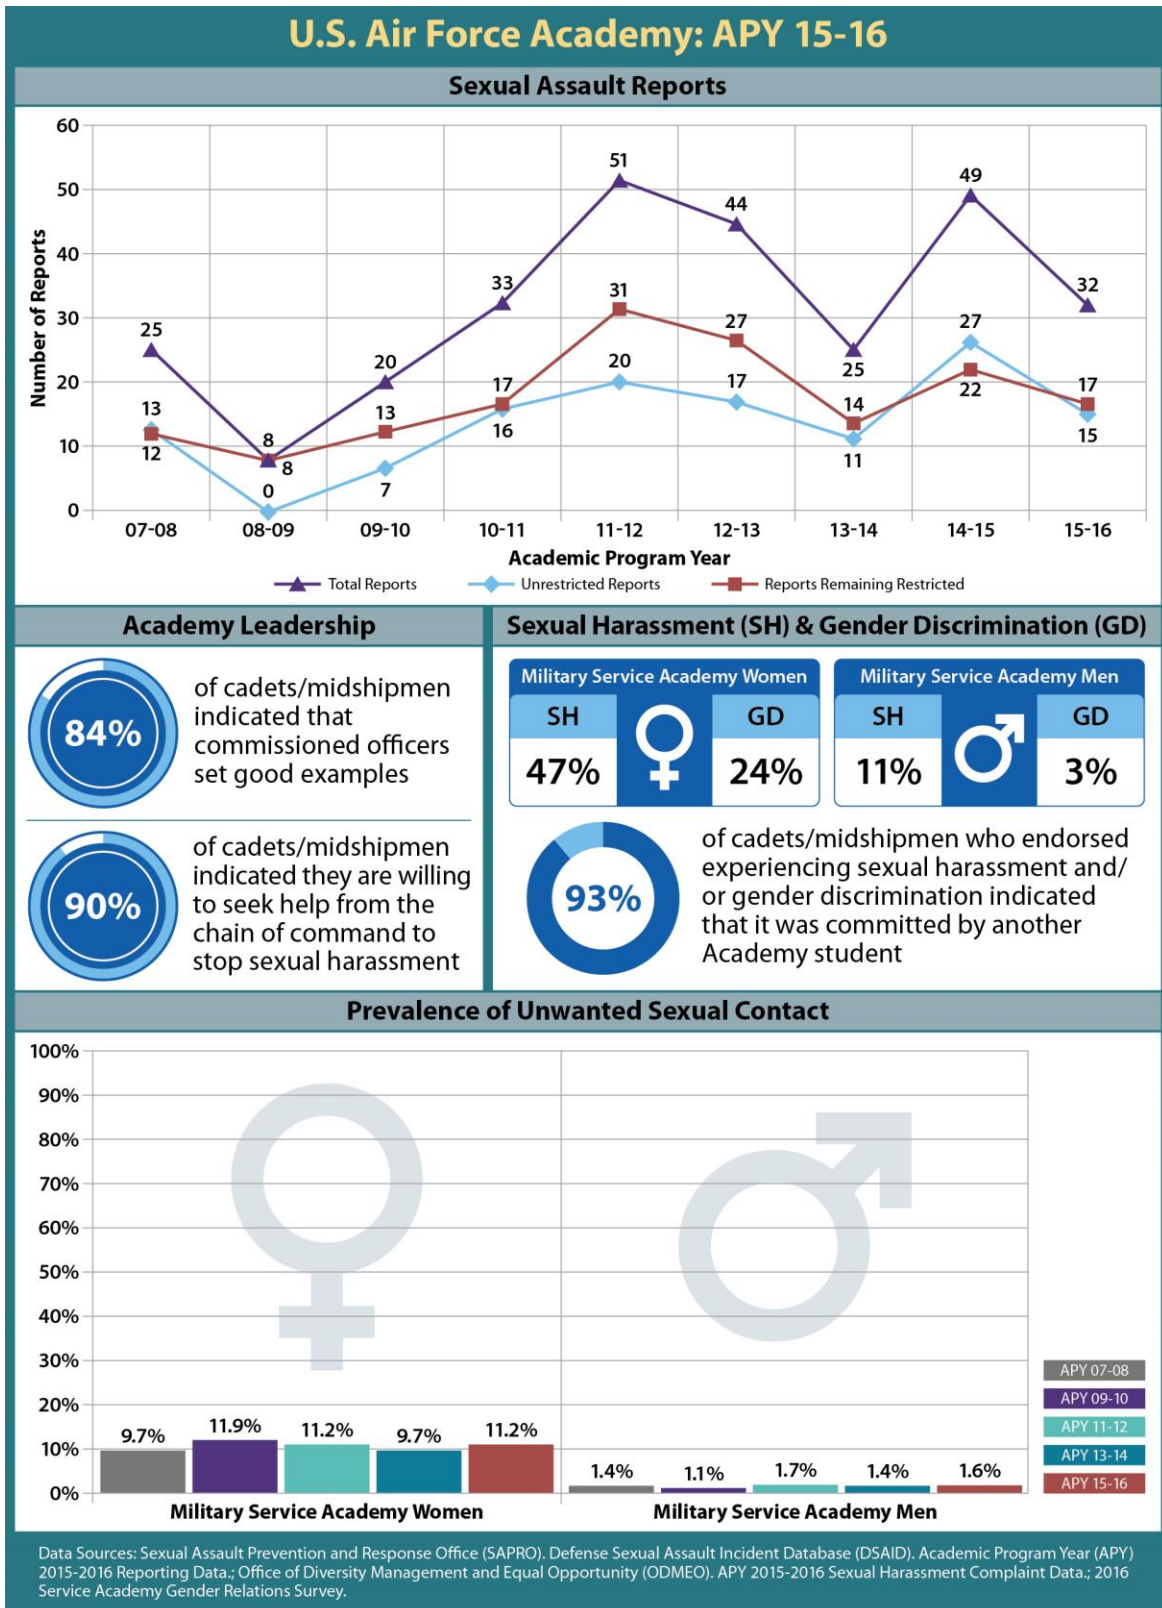 U.S. Air Force Academy: APY 15-16
Sexual Assault Reports
Number of Reports
60
50
40
30
20
10
0
25
13
12
8
8
0
20
13
7
33
17
16
51
31
20
44
27
17
25
14
11
49
27
22
32
17
15
07-08
08-09
09-10
10-11
11-12
12-13
13-14
14-15
15-16
Academic Program Year
Total Reports
Unrestricted Reports
Reports Remaining Restricted
Academy Leadership
84%
of cadets/midshipmen
indicated that
commissioned officers
set good examples
90%
of cadets/midshipmen
indicated they are willing
to seek help from the
chain of command to
stop sexual harassment
Sexual Harassment (SH) & Gender Discrimination (GD)
Military Service Academy Women
SH
GD
47%
24%
Military Service Academy Men
SH
GD
11%
3%
93%
of cadets/midshipmen who endorsed
experiencing sexual harassment and/
or gender discrimination indicated
that it was committed by another
Academy student
Prevalence of Unwanted Sexual Contact
100%
90%
80%
70%
60%
50%
40%
30%
20%
10%
0%
9.7%
11.9%
11.2%
9.7%
11.2%
1.4%
1.1%
1.7%
1.4%
1.6%
Military Service Academy Women
Military Service Academy Men
APY 07-08
APY 09-10
APY 11-12
APY 13-14
APY 15-16
Data Sources: Sexual Assault Prevention and Response Office (SAPRO). Defense Sexual Assault Incident Database (DSAID). Academic Program Year (APY)
2015-2016 Reporting Data.; Office of Diversity Management and Equal Opportunity (ODMEO). APY 2015-2016 Sexual Harassment Complaint Data.; 2016
Service Academy Gender Relations Survey.